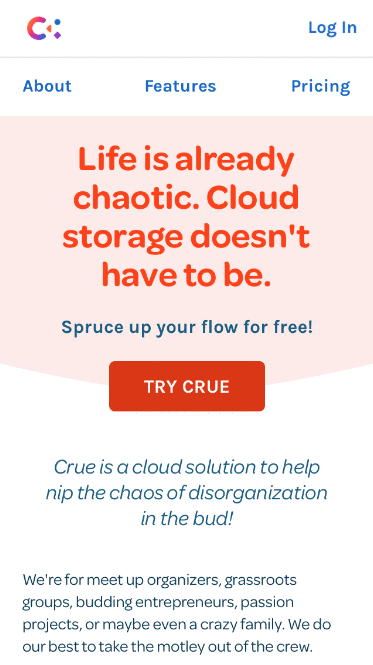 Log In
About Features Pricing
Life is already
chaotic. Cloud
storage doesn't
have to be.
Spruce up your flow for free!
TRY CRUE
Crue is a cloud solution to help
nip the chaos of disorganization
in the bud!
We're for meet up organizers, grassroots
groups, budding entrepreneurs, passion
projects, or maybe even a crazy family. We do
our best to take the motley out of the crew.